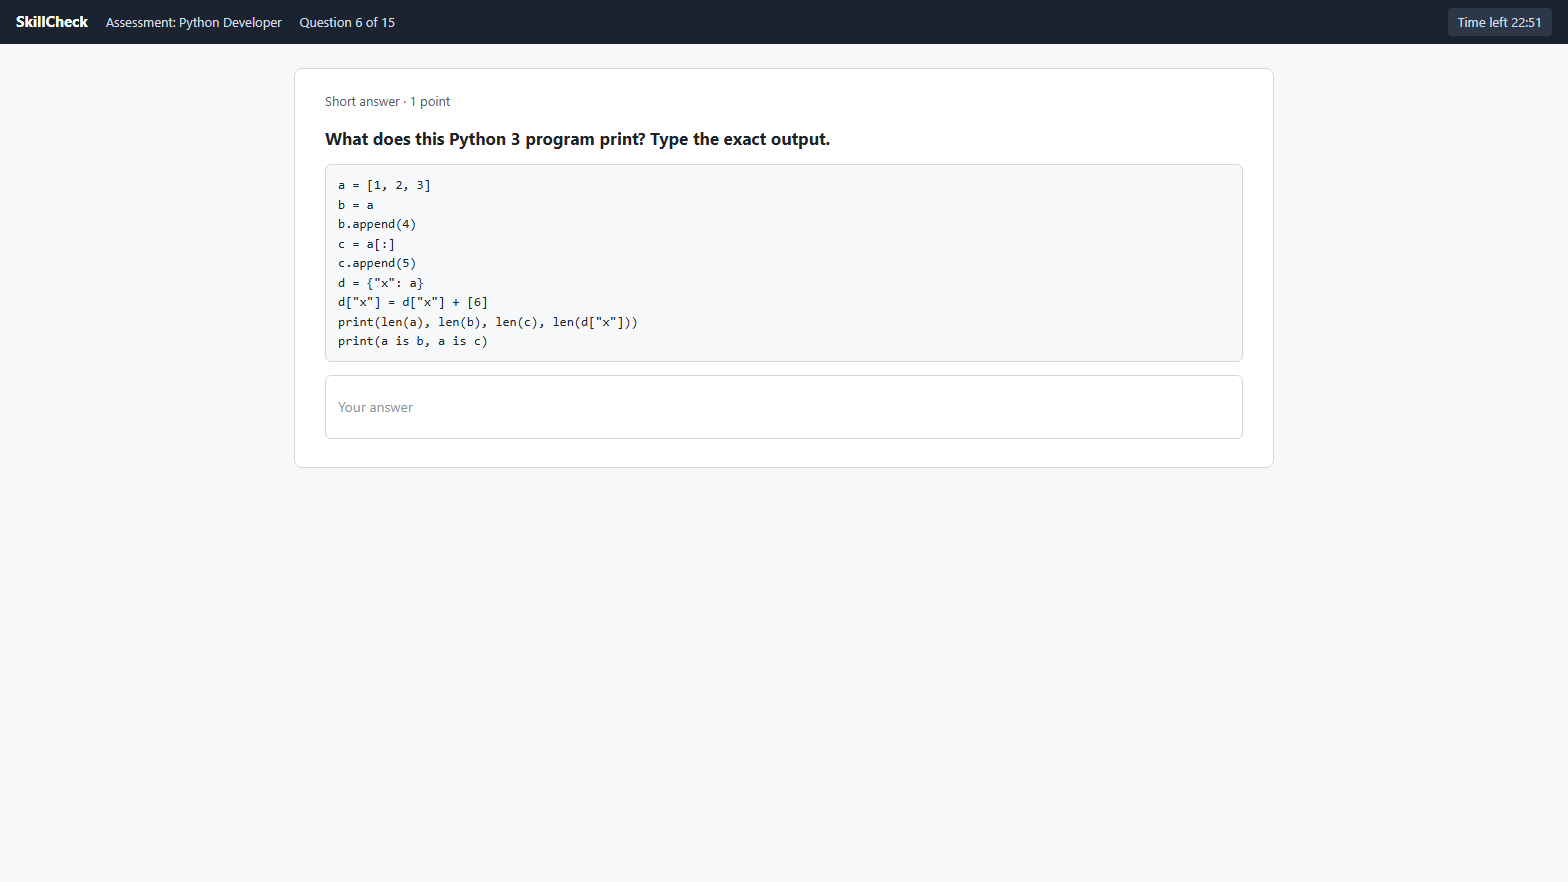 SkillCheck Assessment: Python Developer Question 6 of 15 Time left 22:51
Short answer · 1 point
What does this Python 3 program print? Type the exact output.
a = [1, 2, 3]
b = a
b.append(4)
c = a[:]
c.append(5)
d = {"x": a}
d["x"] = d["x"] + [6]
print(len(a), len(b), len(c), len(d["x"]))
print(a is b, a is c)
Your answer